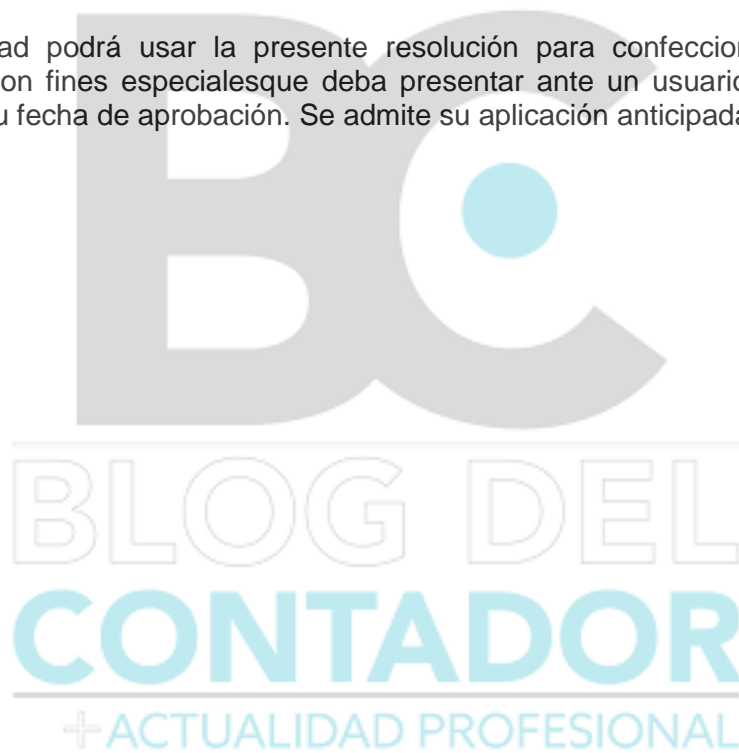 ad podrá usar la presente resolución para confeccion
on fines especialesque deba presentar ante un usuario
u fecha de aprobación. Se admite su aplicación anticipada
BC
BLOG DEL
CONTADOR
+ACTUALIDAD PROFESIONAL